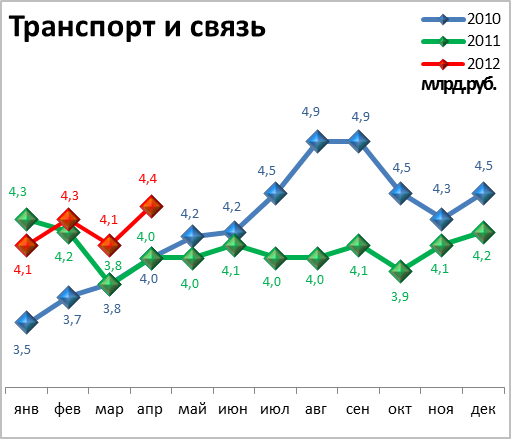 Транспорт и связь
2010
2011
2012
млрд.руб.
4,9 4,9
4,5 4,5 4,5
4,3 4,3 4,4 4,3
4,2 4,2
4,1 4,1 4,0 4,2
4,2 3,8 4,0 4,0 4,1 4,0 4,0 4,1 3,9 4,1
3,5 3,7 3,8
янв фев мар апр май июн июл авг сен окт ноя дек